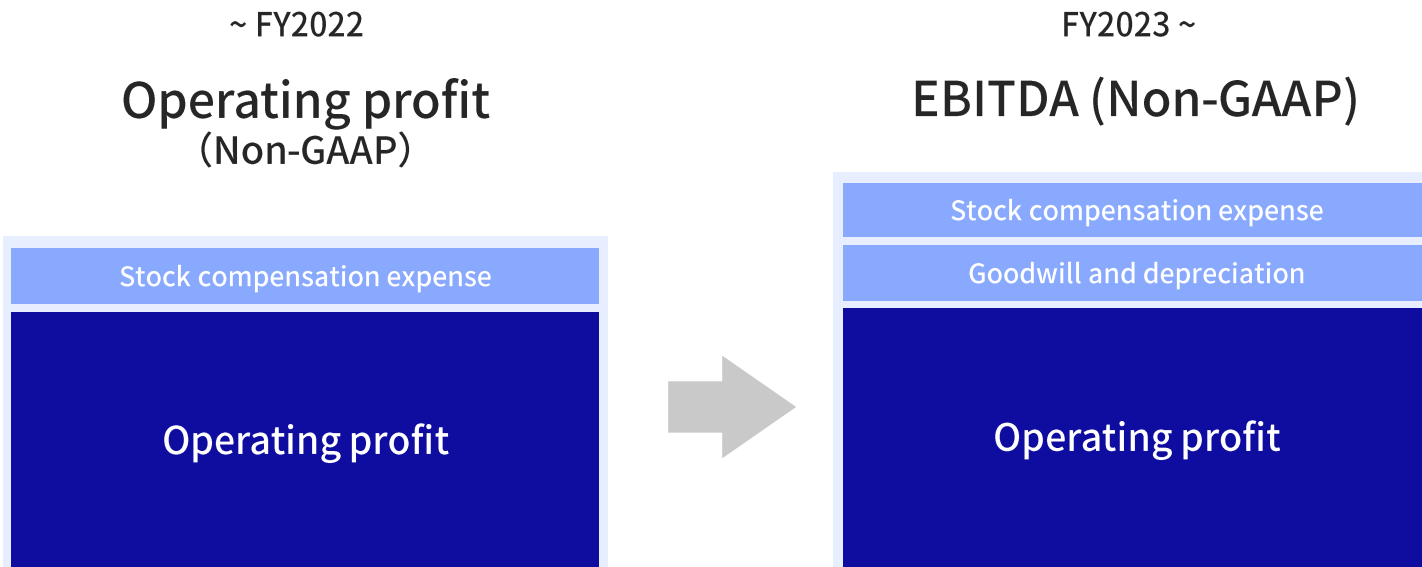 ~ FY2022
Operating profit
（Non-GAAP）
Stock compensation expense
Operating profit
FY2023 ~
EBITDA (Non-GAAP)
Stock compensation expense
Goodwill and depreciation
Operating profit